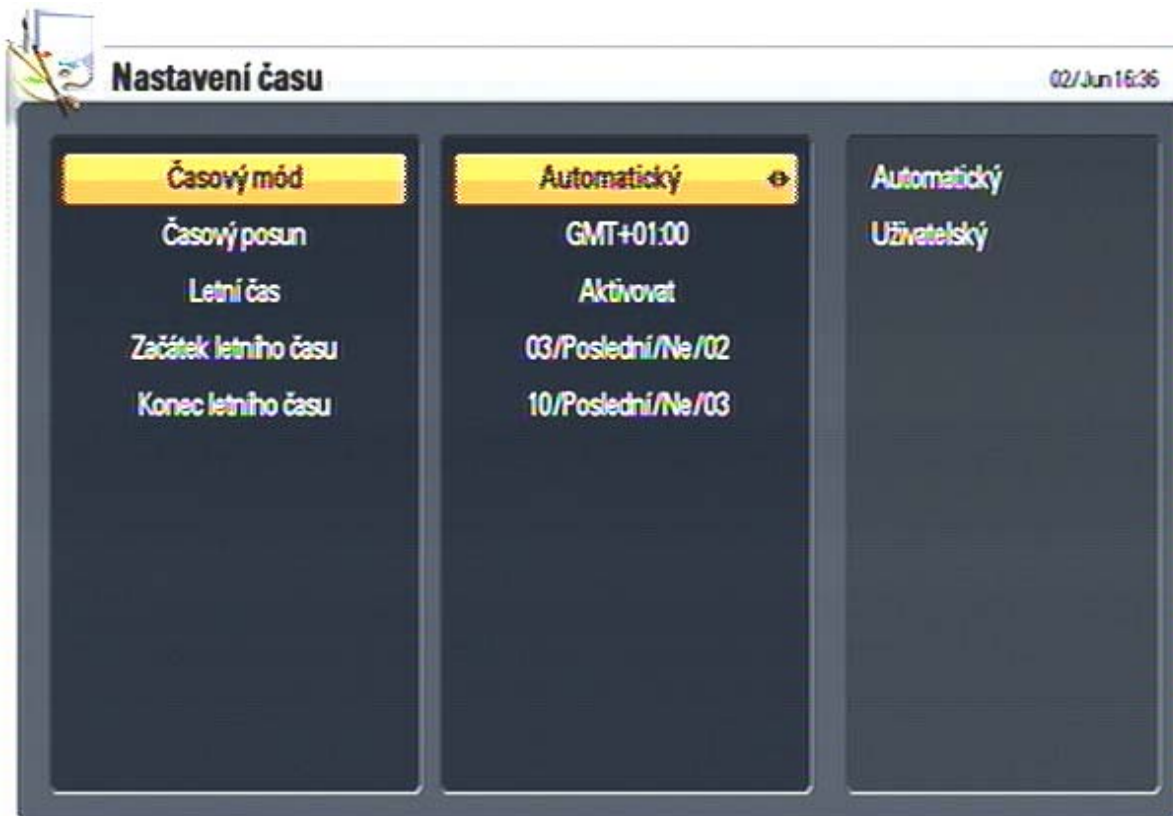 Nastavení času
02/Jun 16:36
Časový mód
Automatický
Automatický
Časový posun
GMT+01:00
Uživatelský
Letní čas
Aktivovat
Začátek letního času
03/Poslední/Ne/02
Konec letního času
10/Poslední/Ne/03